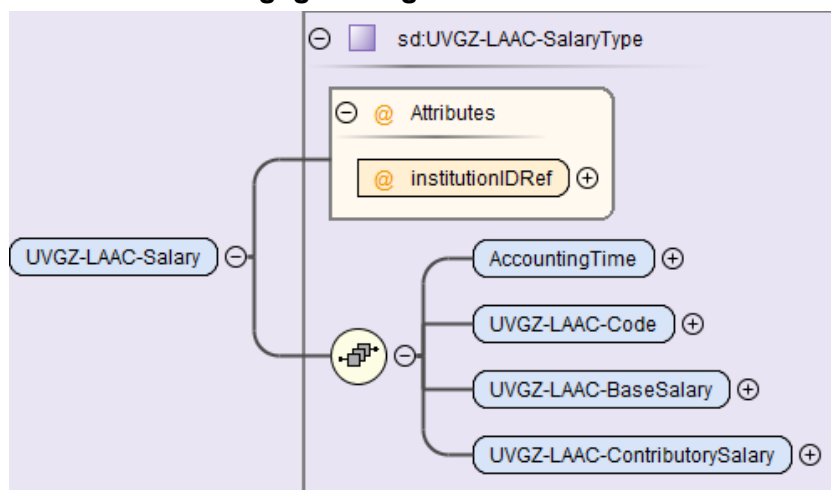 sd:UVGZ-LAAC-SalaryType
@ Attributes
@ institutionIDRef
UVGZ-LAAC-Salary
AccountingTime
UVGZ-LAAC-Code
UVGZ-LAAC-BaseSalary
UVGZ-LAAC-ContributorySalary